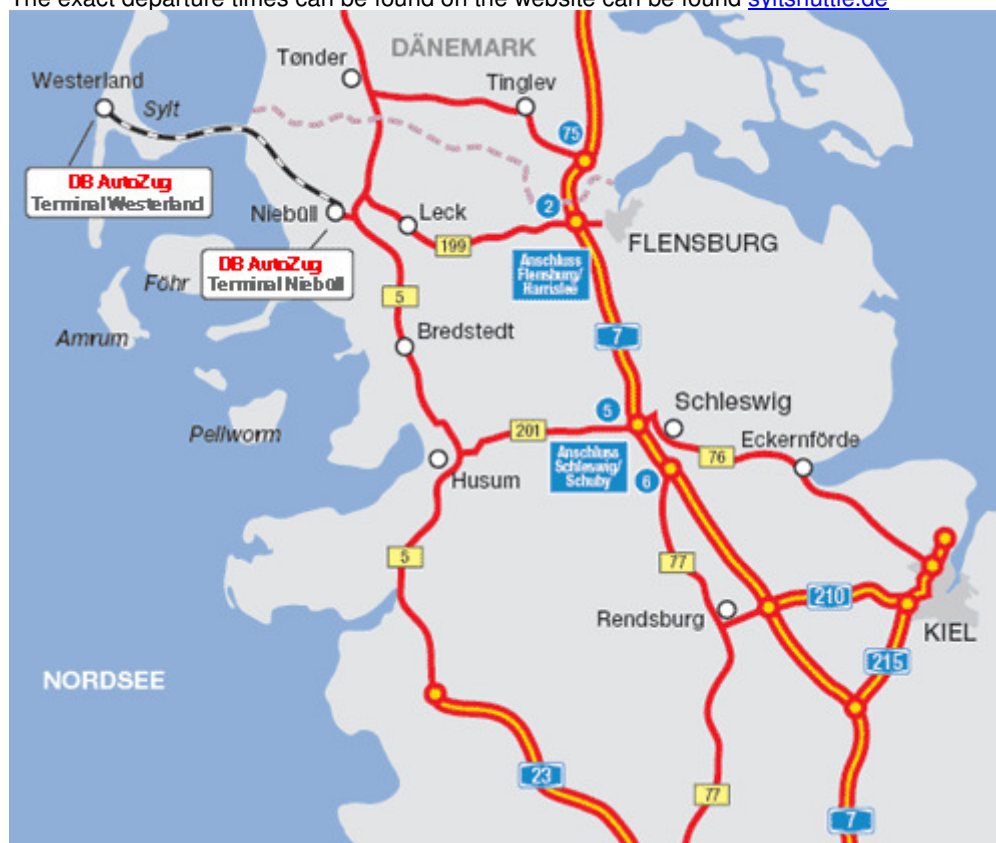 The exact departure times can be found on the website can be found syltshuttle.de
DÄNEMARK
Tønder
Tinglev
Westerland
Sylt
75
DB AutoZug
Terminal Westerland
Niebüll
Leck
2
199
FLENSBURG
DB AutoZug
Terminal Niebüll
Anschluss
Flensburg/
Harrislee
Föhr
5
Amrum
Bredstedt
7
Schleswig
5
Pellworm
201
Eckernförde
76
Anschluss
Schleswig/
Schuby
6
Husum
5
77
210
Rendsburg
KIEL
215
NORDSEE
23
77
7